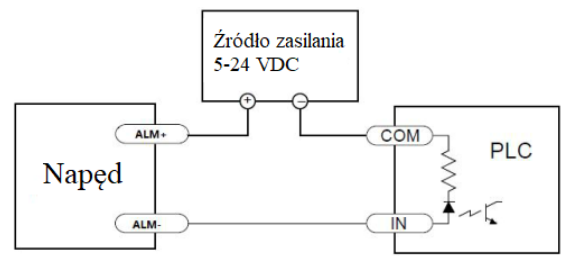 Źródło zasilania
5-24 VDC
+ −
ALM+
COM
PLC
Napęd
ALM-
IN